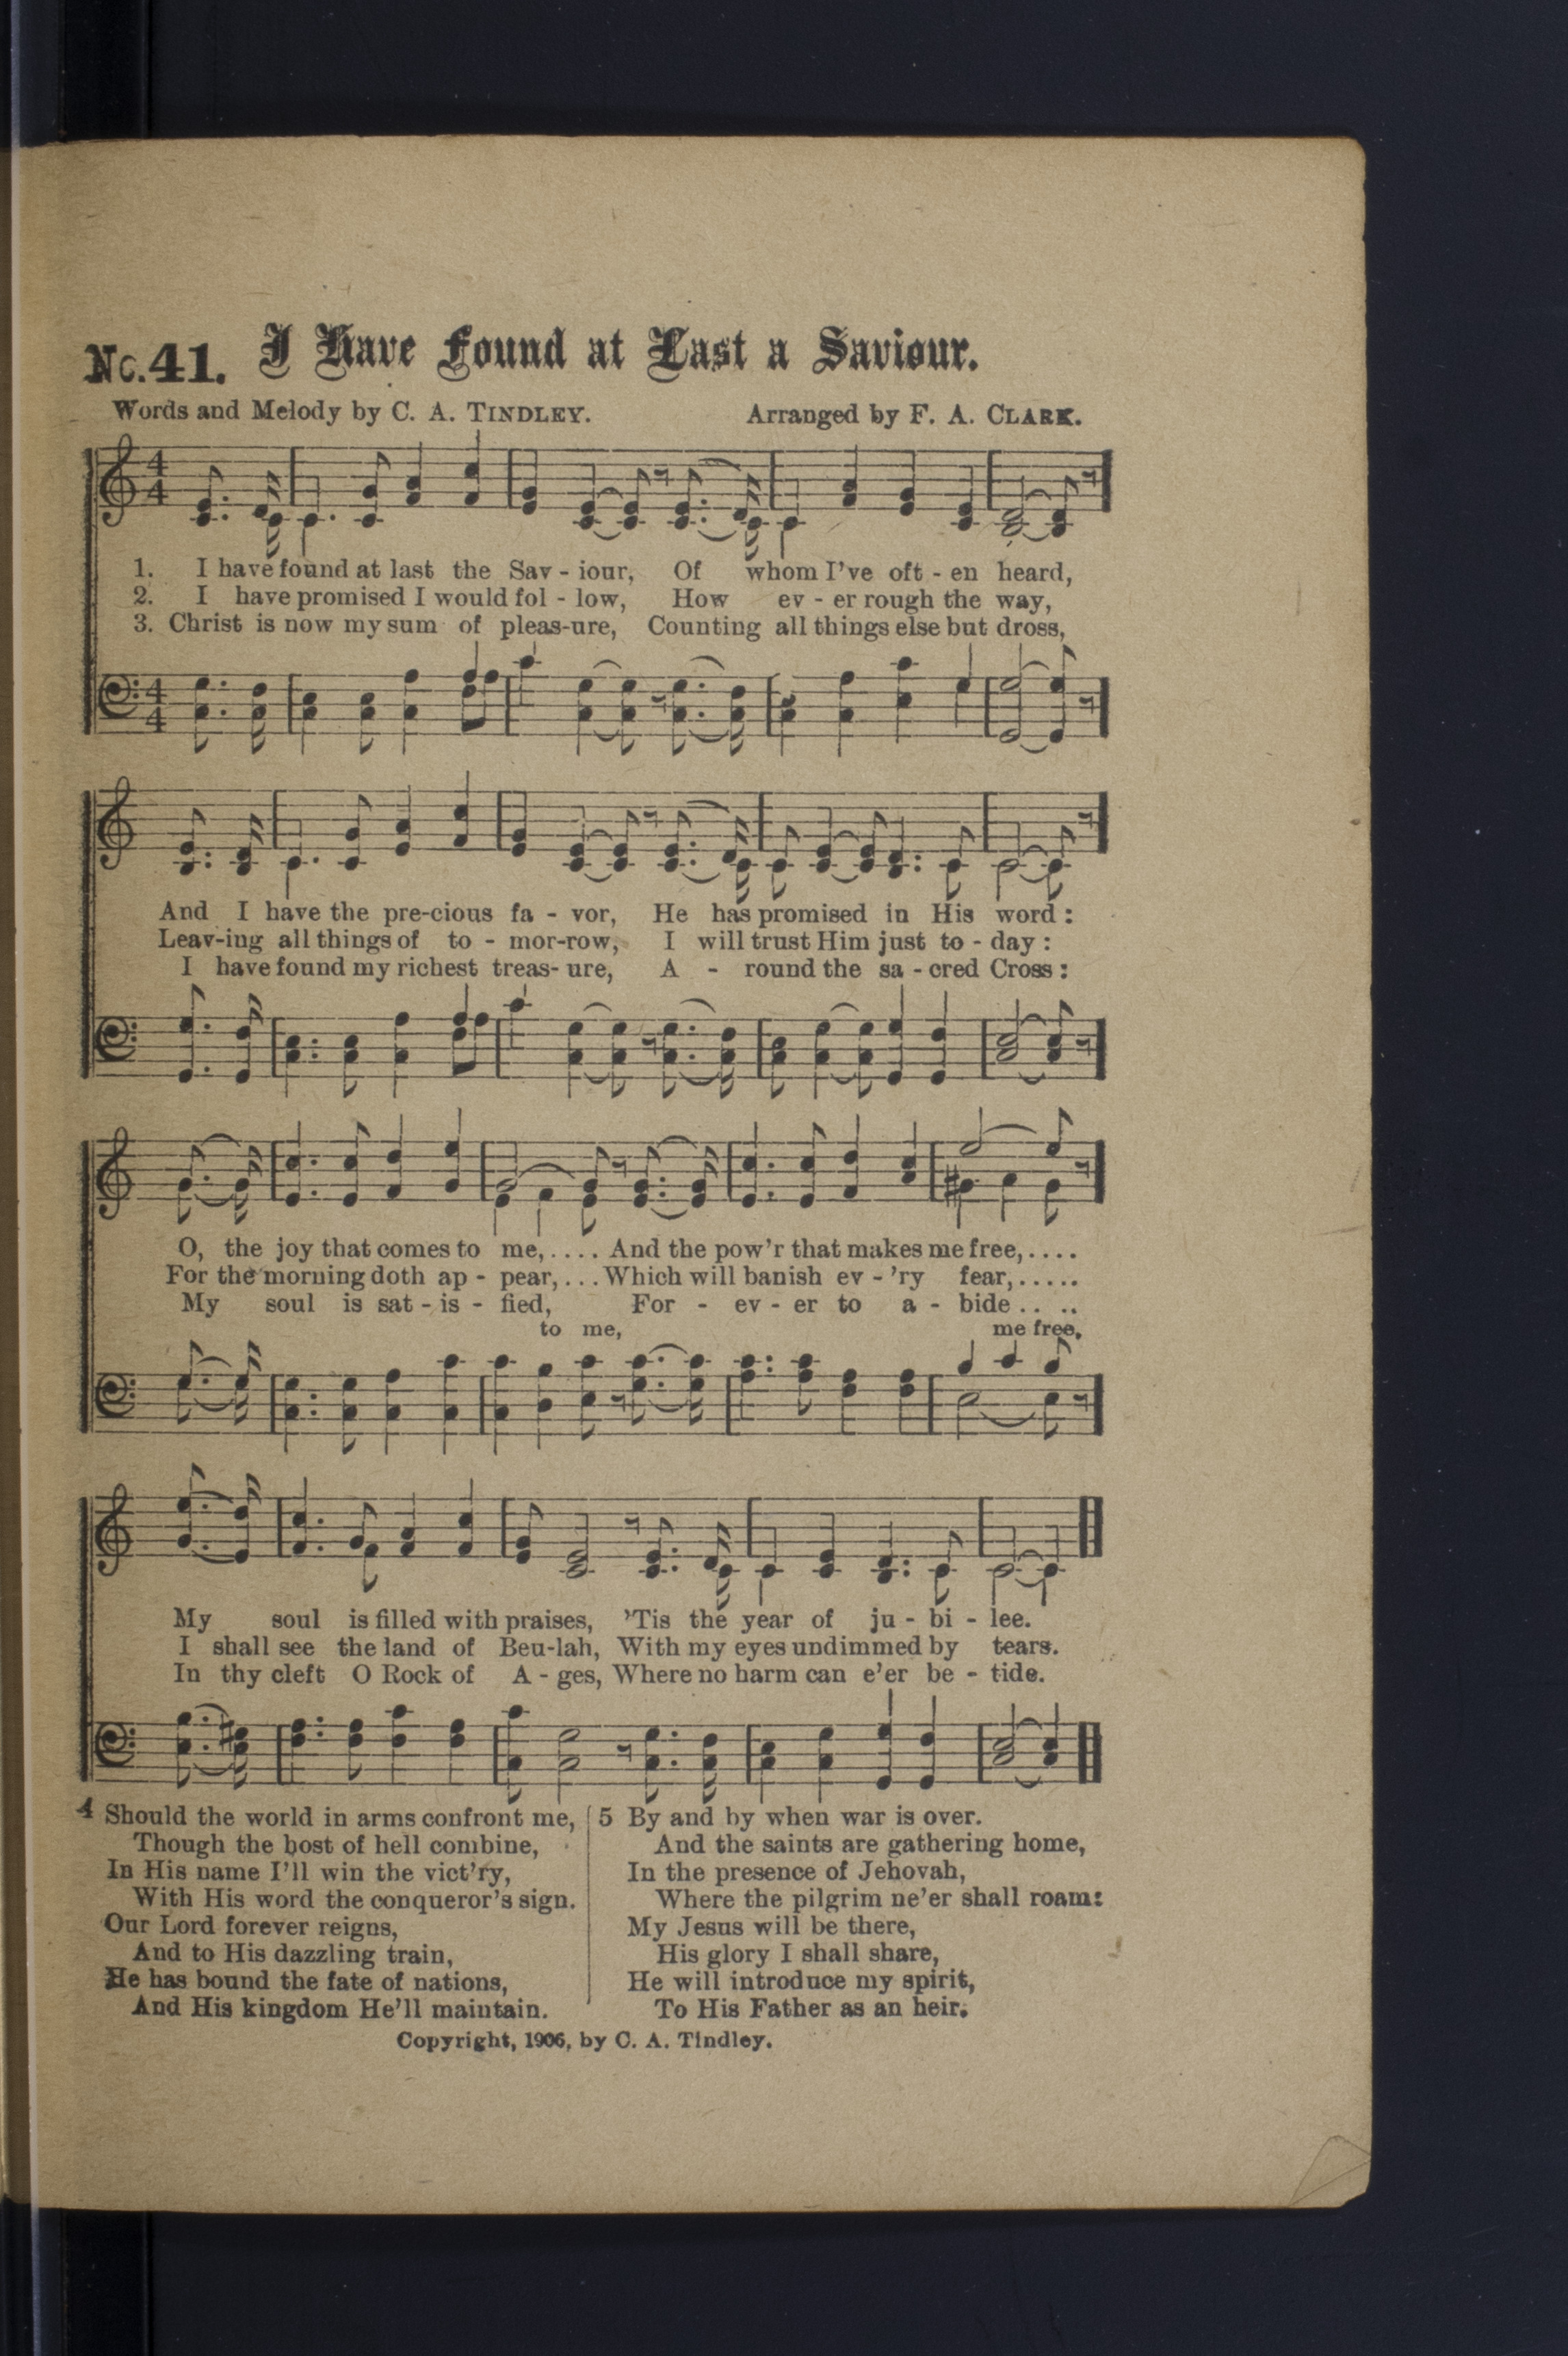 No. 41. I Have Found at Last a Saviour.
Words and Melody by C. A. TINDLEY. Arranged by F. A. CLARK.
1. I have found at last the Sav - iour, Of whom I've oft - en heard,
2. I have promised I would fol - low, How ev - er rough the way,
3. Christ is now my sum of pleas-ure, Counting all things else but dross,
And I have the pre-cious fa - vor, He has promised in His word :
Leav-ing all things of to - mor-row, I will trust Him just to - day :
I have found my richest treas- ure, A - round the sa - cred Cross :
O, the joy that comes to me,.... And the pow'r that makes me free,....
For the morning doth ap - pear,... Which will banish ev - 'ry fear,.....
My soul is sat - is - fied, For - ev - er to a - bide .. ..
to me, me free,
My soul is filled with praises, 'Tis the year of ju - bi - lee.
I shall see the land of Beu-lah, With my eyes undimmed by tears.
In thy cleft O Rock of A - ges, Where no harm can e'er be - tide.
4 Should the world in arms confront me,
Though the host of hell combine,
In His name I'll win the vict'ry,
With His word the conqueror's sign.
Our Lord forever reigns,
And to His dazzling train,
He has bound the fate of nations,
And His kingdom He'll maintain.
5 By and by when war is over.
And the saints are gathering home,
In the presence of Jehovah,
Where the pilgrim ne'er shall roam:
My Jesus will be there,
His glory I shall share,
He will introduce my spirit,
To His Father as an heir.
Copyright, 1906, by C. A. Tindley.